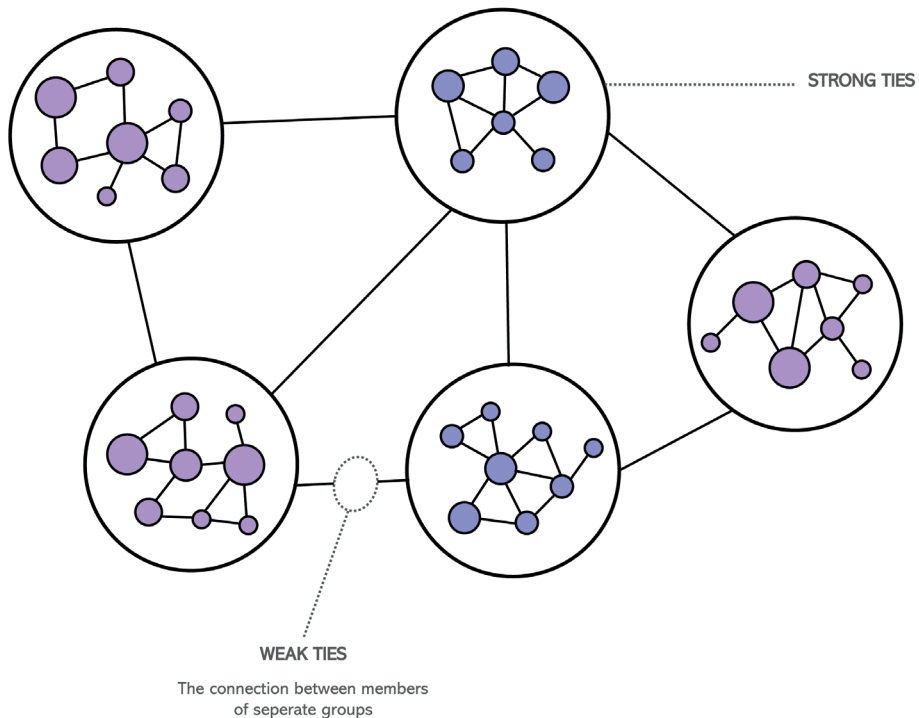 STRONG TIES
WEAK TIES
The connection between members
of seperate groups